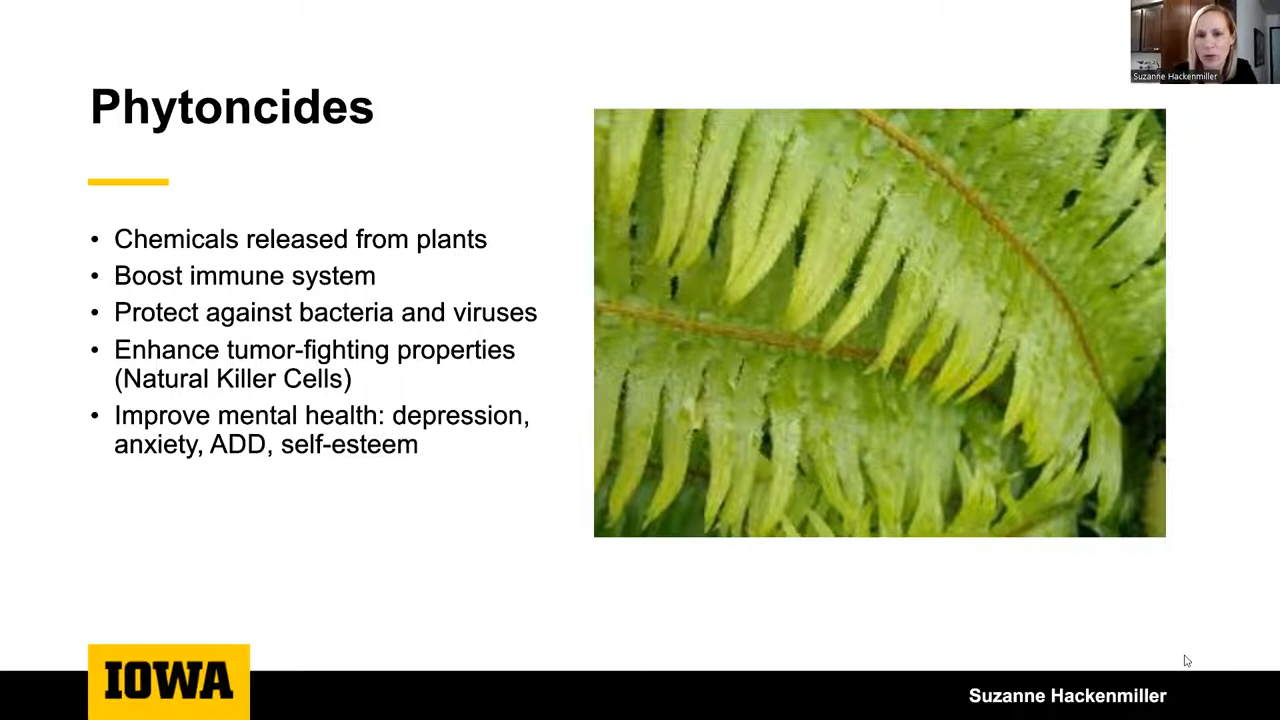 Suzanne Hackenmiller
Phytoncides
• Chemicals released from plants
• Boost immune system
• Protect against bacteria and viruses
• Enhance tumor-fighting properties
(Natural Killer Cells)
• Improve mental health: depression,
anxiety, ADD, self-esteem
IOWA
Suzanne Hackenmiller